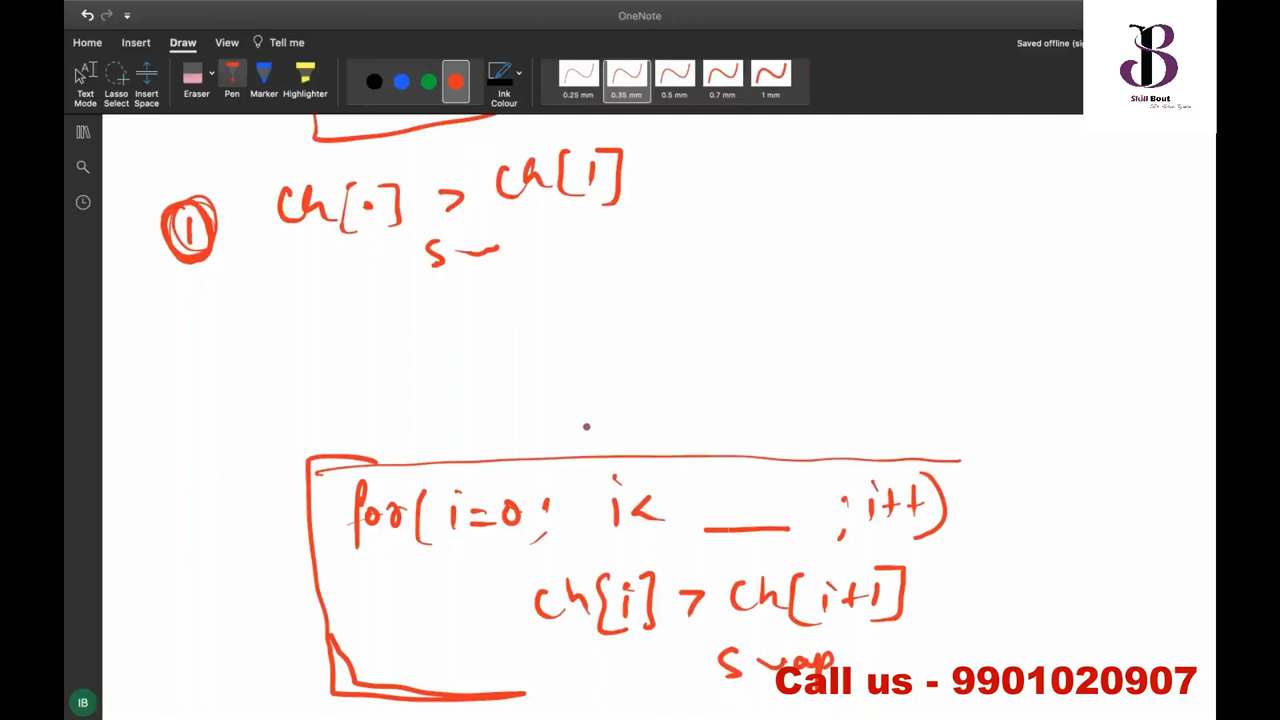 OneNote
Home Insert Draw View Tell me
Saved offline
Text Mode
Lasso Select
Insert Space
Eraser
Pen
Marker
Highlighter
Ink Colour
0.25 mm
0.35 mm
0.5 mm
0.7 mm
1 mm
Skill Bout
① ch[0] > ch[1]
for( i=0; i< ___ ; i++)
ch[i] > ch[i+1]
swap
Call us - 9901020907
IB